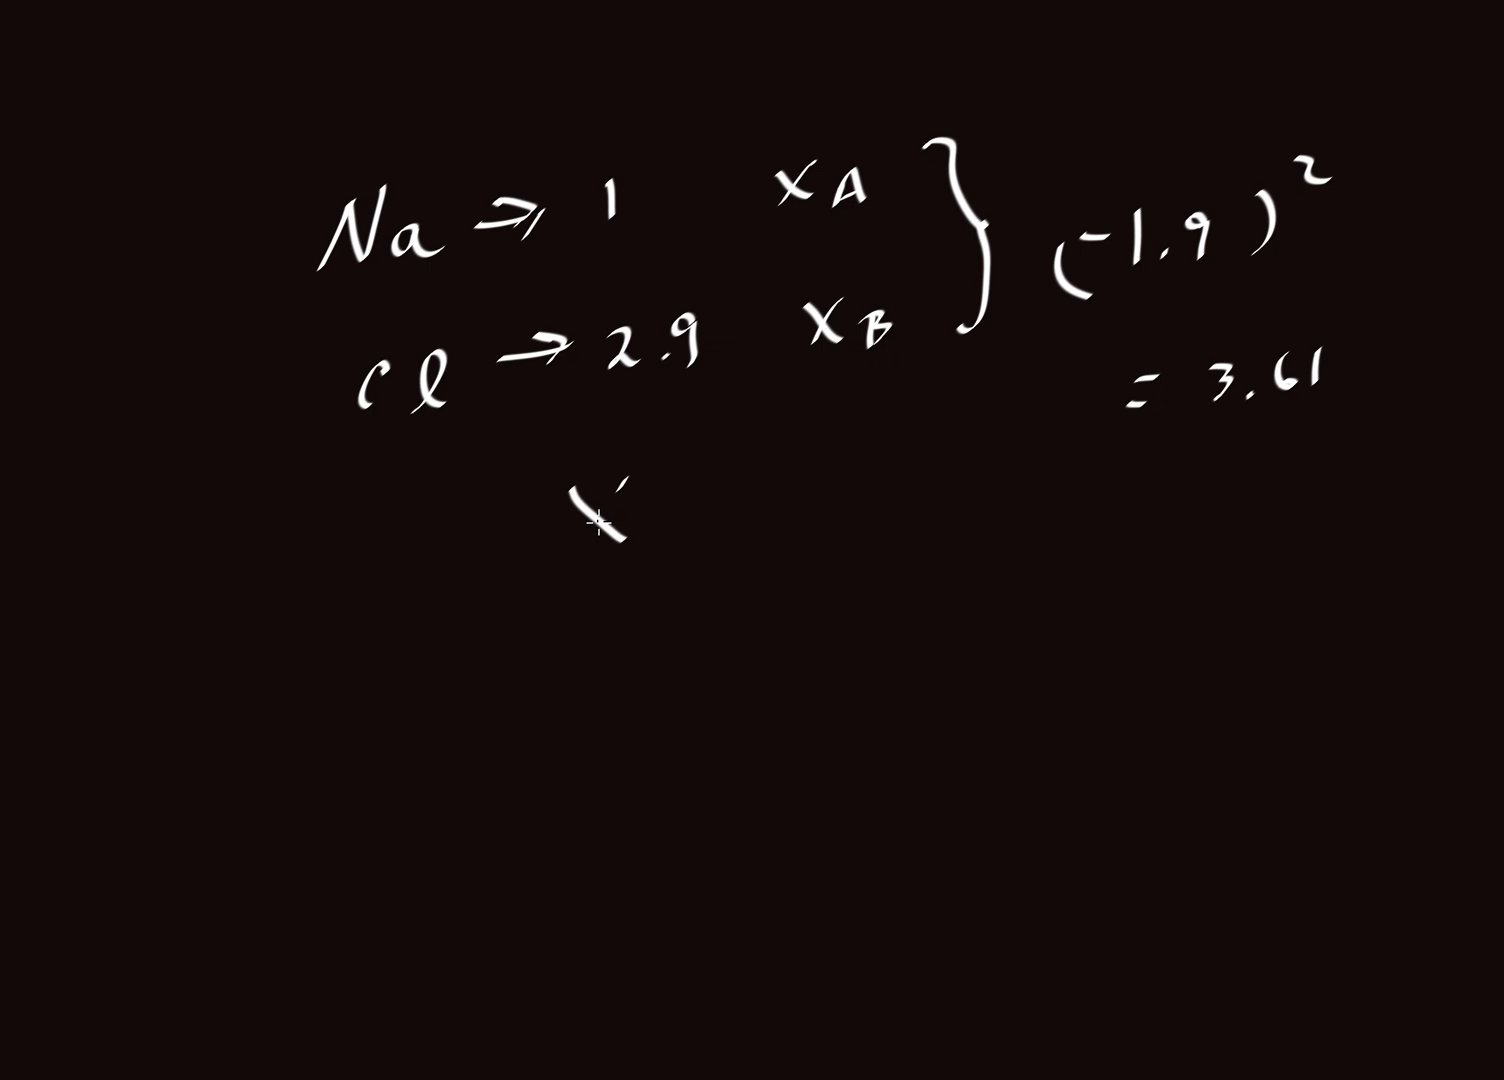 Na → 1 XA } (-1.9)²
Cl → 2.9 XB
= 3.61